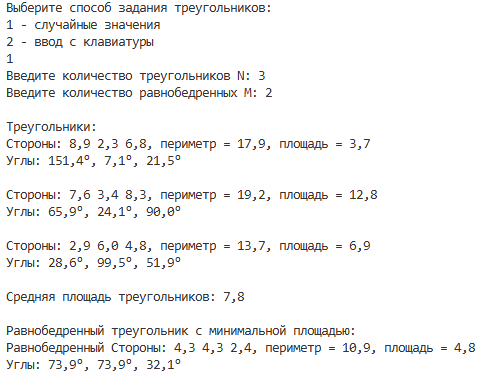 Выберите способ задания треугольников:
1 - случайные значения
2 - ввод с клавиатуры
1
Введите количество треугольников N: 3
Введите количество равнобедренных M: 2
Треугольники:
Стороны: 8,9 2,3 6,8, периметр = 17,9, площадь = 3,7
Углы: 151,4°, 7,1°, 21,5°
Стороны: 7,6 3,4 8,3, периметр = 19,2, площадь = 12,8
Углы: 65,9°, 24,1°, 90,0°
Стороны: 2,9 6,0 4,8, периметр = 13,7, площадь = 6,9
Углы: 28,6°, 99,5°, 51,9°
Средняя площадь треугольников: 7,8
Равнобедренный треугольник с минимальной площадью:
Равнобедренный Стороны: 4,3 4,3 2,4, периметр = 10,9, площадь = 4,8
Углы: 73,9°, 73,9°, 32,1°